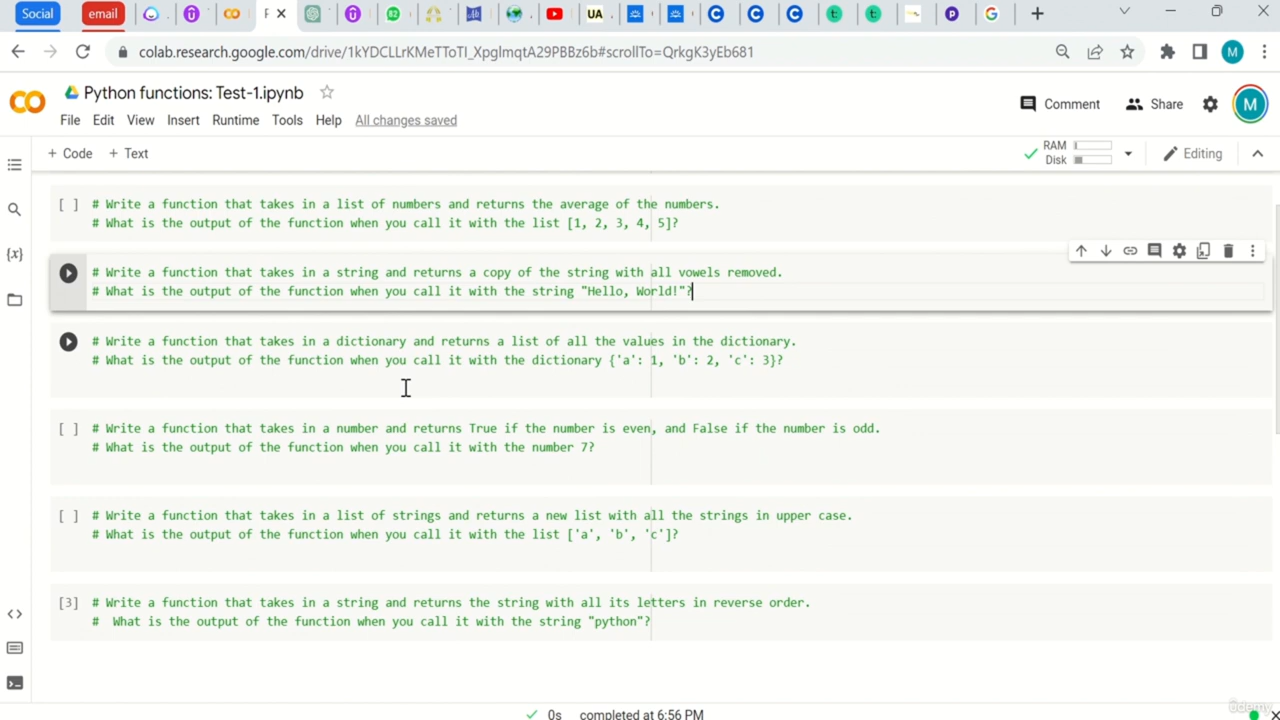 Social
email
UA
colab.research.google.com/drive/1kYDCLLrKMeTToTI_XpglmqtA29PBBz6b#scrollTo=QrkgK3yEb681
M
CO
Python functions: Test-1.ipynb
Comment
Share
M
File Edit View Insert Runtime Tools Help All changes saved
+ Code + Text
RAM
Disk
Editing
[ ] # Write a function that takes in a list of numbers and returns the average of the numbers.
# What is the output of the function when you call it with the list [1, 2, 3, 4, 5]?
{x}
# Write a function that takes in a string and returns a copy of the string with all vowels removed.
# What is the output of the function when you call it with the string "Hello, World!"?
# Write a function that takes in a dictionary and returns a list of all the values in the dictionary.
# What is the output of the function when you call it with the dictionary {'a': 1, 'b': 2, 'c': 3}?
[ ] # Write a function that takes in a number and returns True if the number is even, and False if the number is odd.
# What is the output of the function when you call it with the number 7?
[ ] # Write a function that takes in a list of strings and returns a new list with all the strings in upper case.
# What is the output of the function when you call it with the list ['a', 'b', 'c']?
[3] # Write a function that takes in a string and returns the string with all its letters in reverse order.
# What is the output of the function when you call it with the string "python"?
0s completed at 6:56 PM
ûdemy